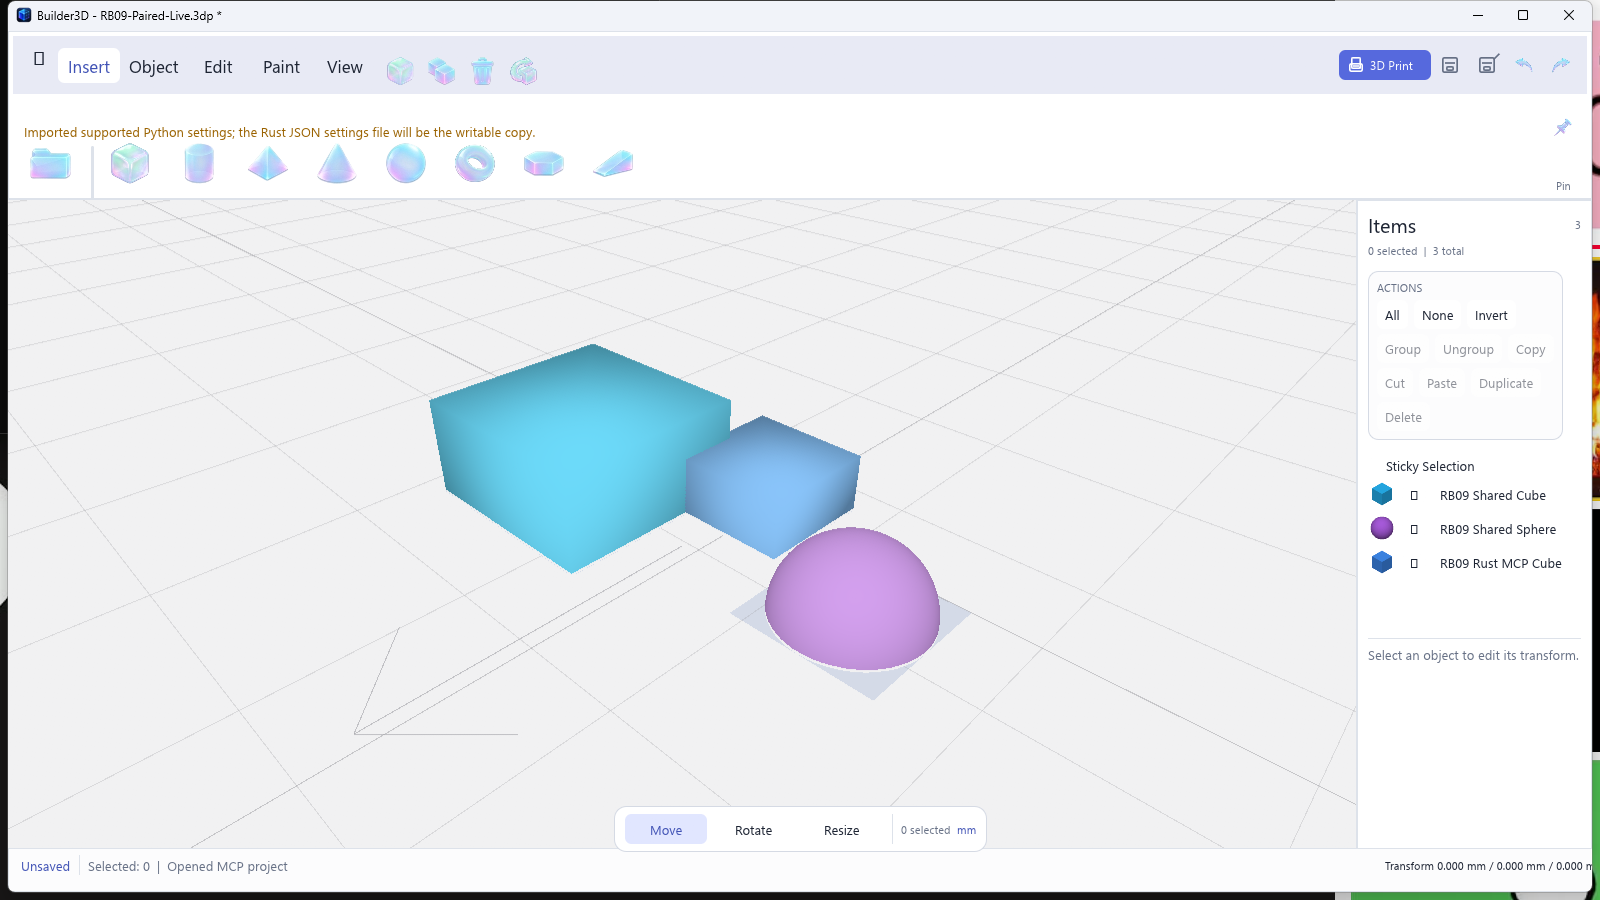 Builder3D - RB09-Paired-Live.3dp *
Insert Object Edit Paint View
3D Print
Imported supported Python settings; the Rust JSON settings file will be the writable copy.
Pin
Items 3
0 selected | 3 total
ACTIONS
All None Invert
Group Ungroup Copy
Cut Paste Duplicate
Delete
Sticky Selection
RB09 Shared Cube
RB09 Shared Sphere
RB09 Rust MCP Cube
Select an object to edit its transform.
Move Rotate Resize 0 selected mm
Unsaved Selected: 0 | Opened MCP project
Transform 0.000 mm / 0.000 mm / 0.000 m